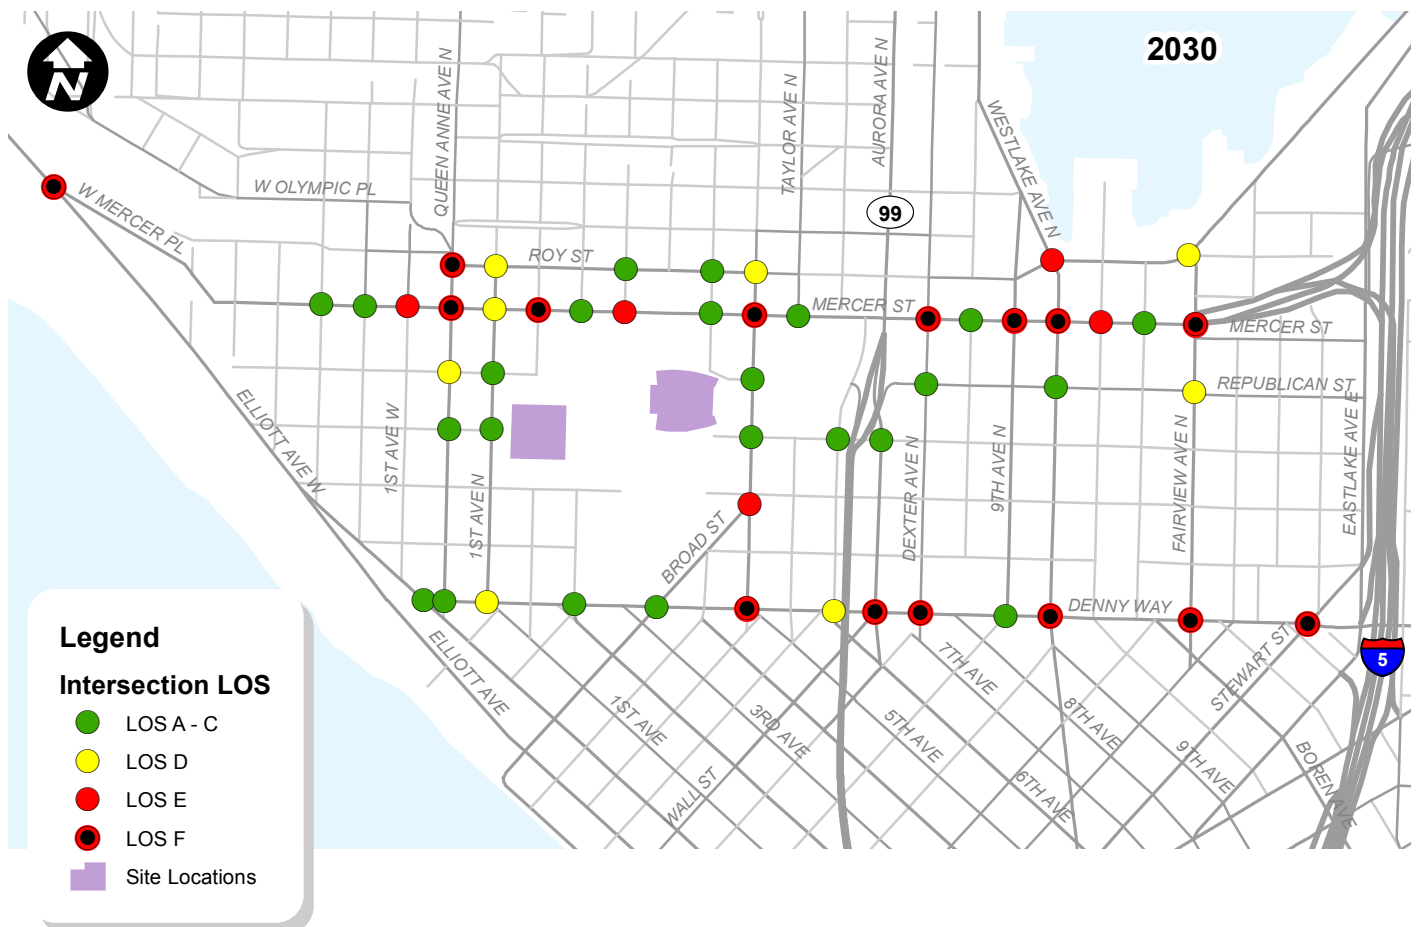 2030
N
QUEEN ANNE AVE N
TAYLOR AVE N
AURORA AVE N
WESTLAKE AVE N
W OLYMPIC PL
W MERCER PL
99
ROY ST
MERCER ST
MERCER ST
REPUBLICAN ST
ELLIOTT AVE W
1ST AVE W
1ST AVE N
BROAD ST
DEXTER AVE N
9TH AVE N
FAIRVIEW AVE N
EASTLAKE AVE E
DENNY WAY
5
ELLIOTT AVE
1ST AVE
3RD AVE
WALL ST
5TH AVE
7TH AVE
6TH AVE
8TH AVE
9TH AVE
STEWART ST
BOREN AVE
Legend
Intersection LOS
LOS A - C
LOS D
LOS E
LOS F
Site Locations